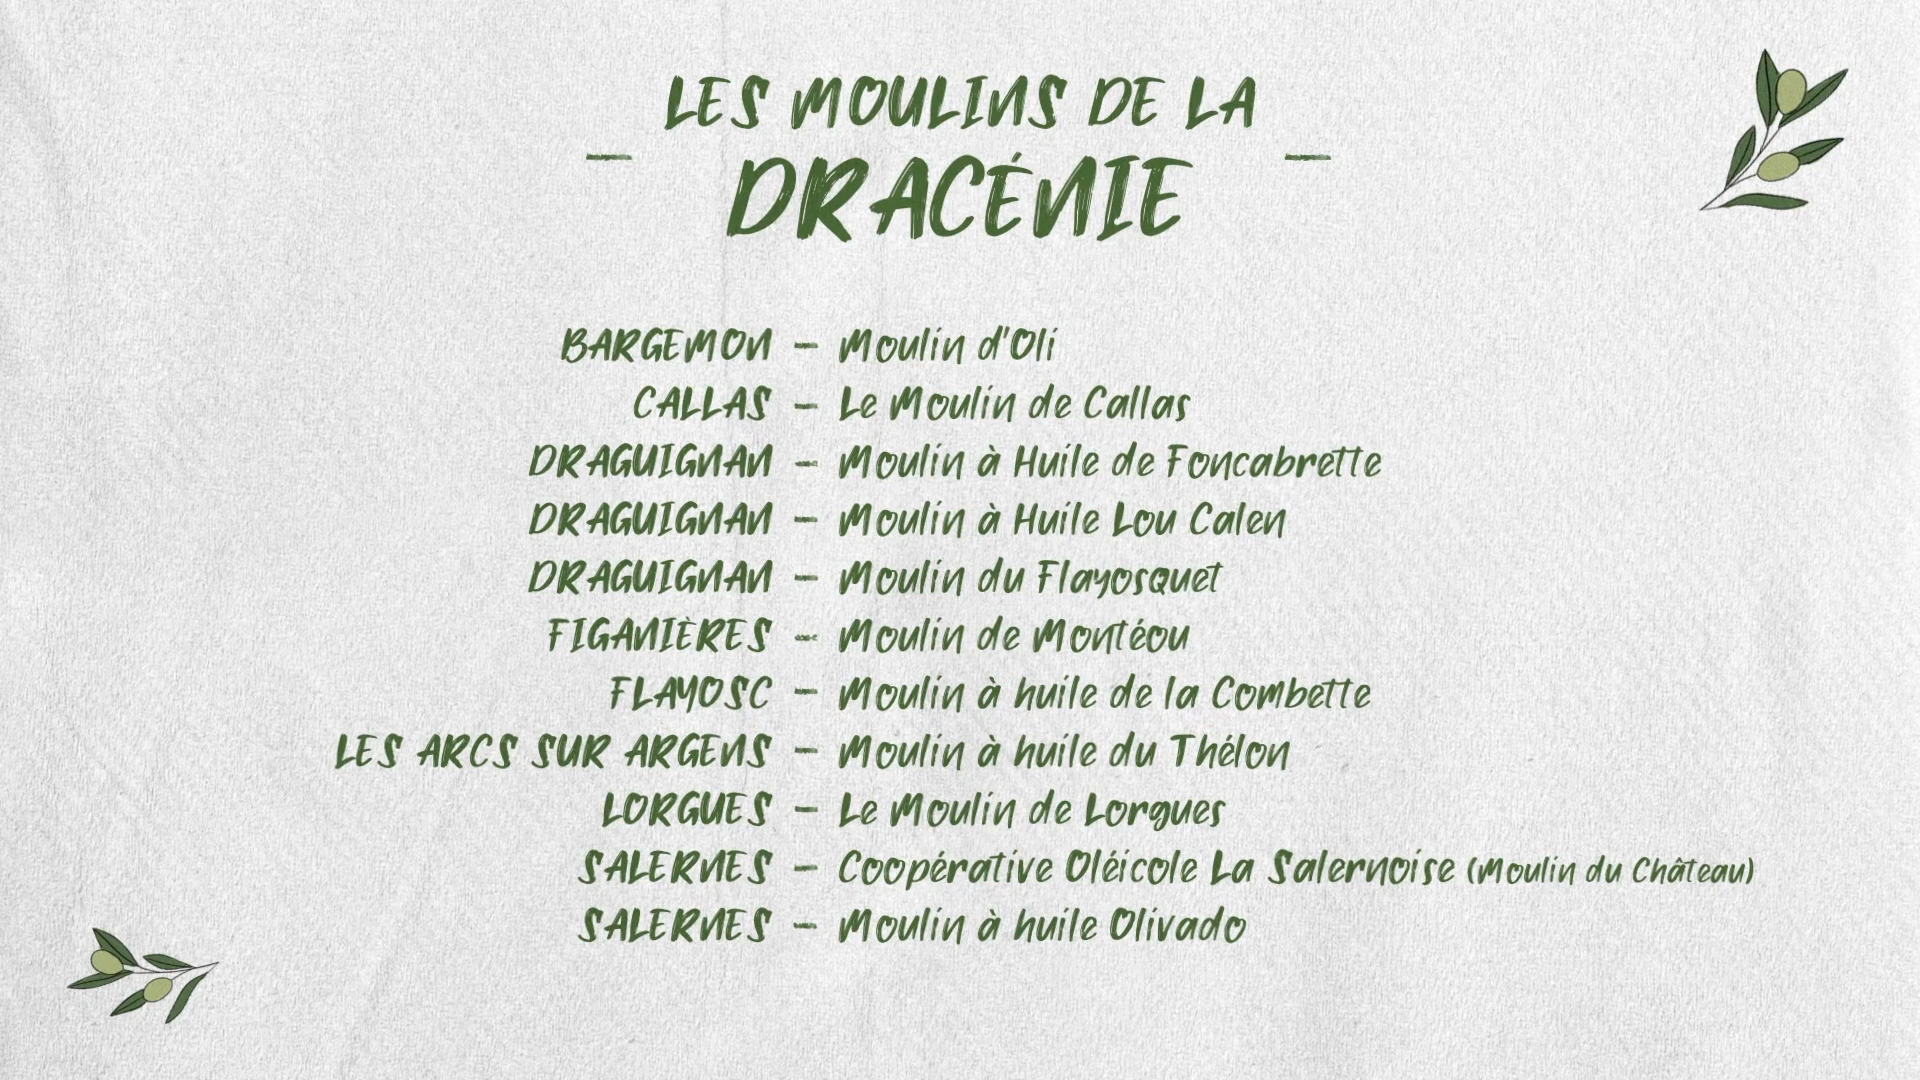 LES MOULINS DE LA
DRACÉNIE
BARGEMON – Moulin d'Oli
CALLAS – Le Moulin de Callas
DRAGUIGNAN – Moulin à Huile de Foncabrette
DRAGUIGNAN – Moulin à Huile Lou Calen
DRAGUIGNAN – Moulin du Flayosquet
FIGANIÈRES – Moulin de Montéou
FLAYOSC – Moulin à huile de la Combette
LES ARCS SUR ARGENS – Moulin à huile du Thélon
LORGUES – Le Moulin de Lorgues
SALERNES – Coopérative Oléicole La Salernoise (Moulin du Château)
SALERNES – Moulin à huile Olivado